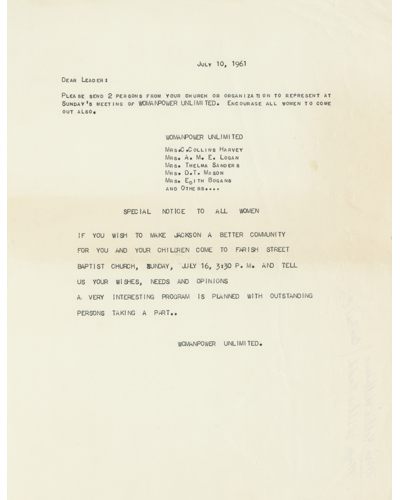 July 10, 1961
Dear Leader:
Please send 2 persons from your church or organization to represent at
Sunday's meeting of WOMANPOWER UNLIMITED. Encourage all women to come
out also.
WOMANPOWER UNLIMITED
Mrs.C.Collins Harvey
Mrs. A. M. E. Logan
Mrs. Thelma Sanders
Mrs. D.T. Mason
Mrs. Edith Bogans
and Others....
SPECIAL NOTICE TO ALL WOMEN
IF YOU WISH TO MAKE JACKSON A BETTER COMMUNITY
FOR YOU AND YOUR CHILDREN COME TO FARISH STREET
BAPTIST CHURCH, SUNDAY, JULY 16, 3:30 P. M. AND TELL
US YOUR WISHES, NEEDS AND OPINIONS
A VERY INTERESTING PROGRAM IS PLANNED WITH OUTSTANDING
PERSONS TAKING A PART..
WOMANPOWER UNLIMITED.